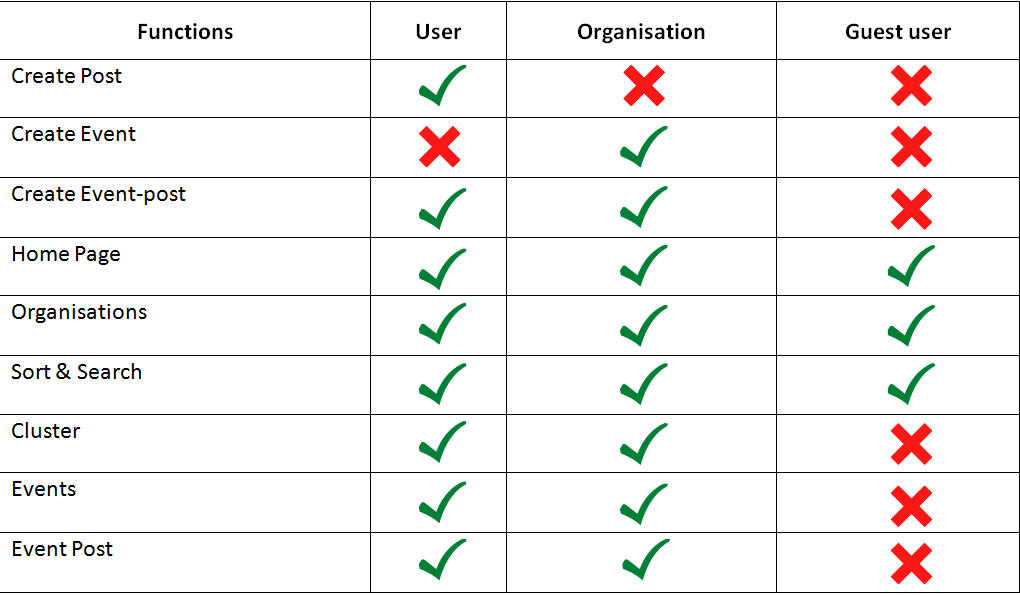 Functions User Organisation Guest user
Create Post
Create Event
Create Event-post
Home Page
Organisations
Sort & Search
Cluster
Events
Event Post